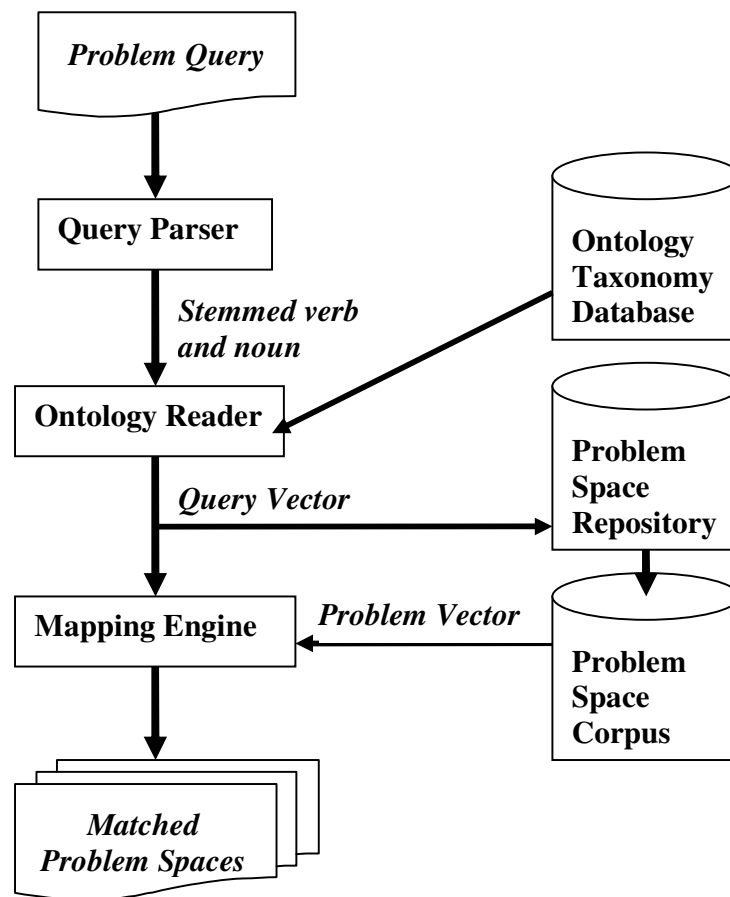 Problem Query
Query Parser
Ontology
Taxonomy
Database
Stemmed verb
and noun
Ontology Reader
Problem
Space
Repository
Query Vector
Mapping Engine
Problem Vector
Problem
Space
Corpus
Matched
Problem Spaces